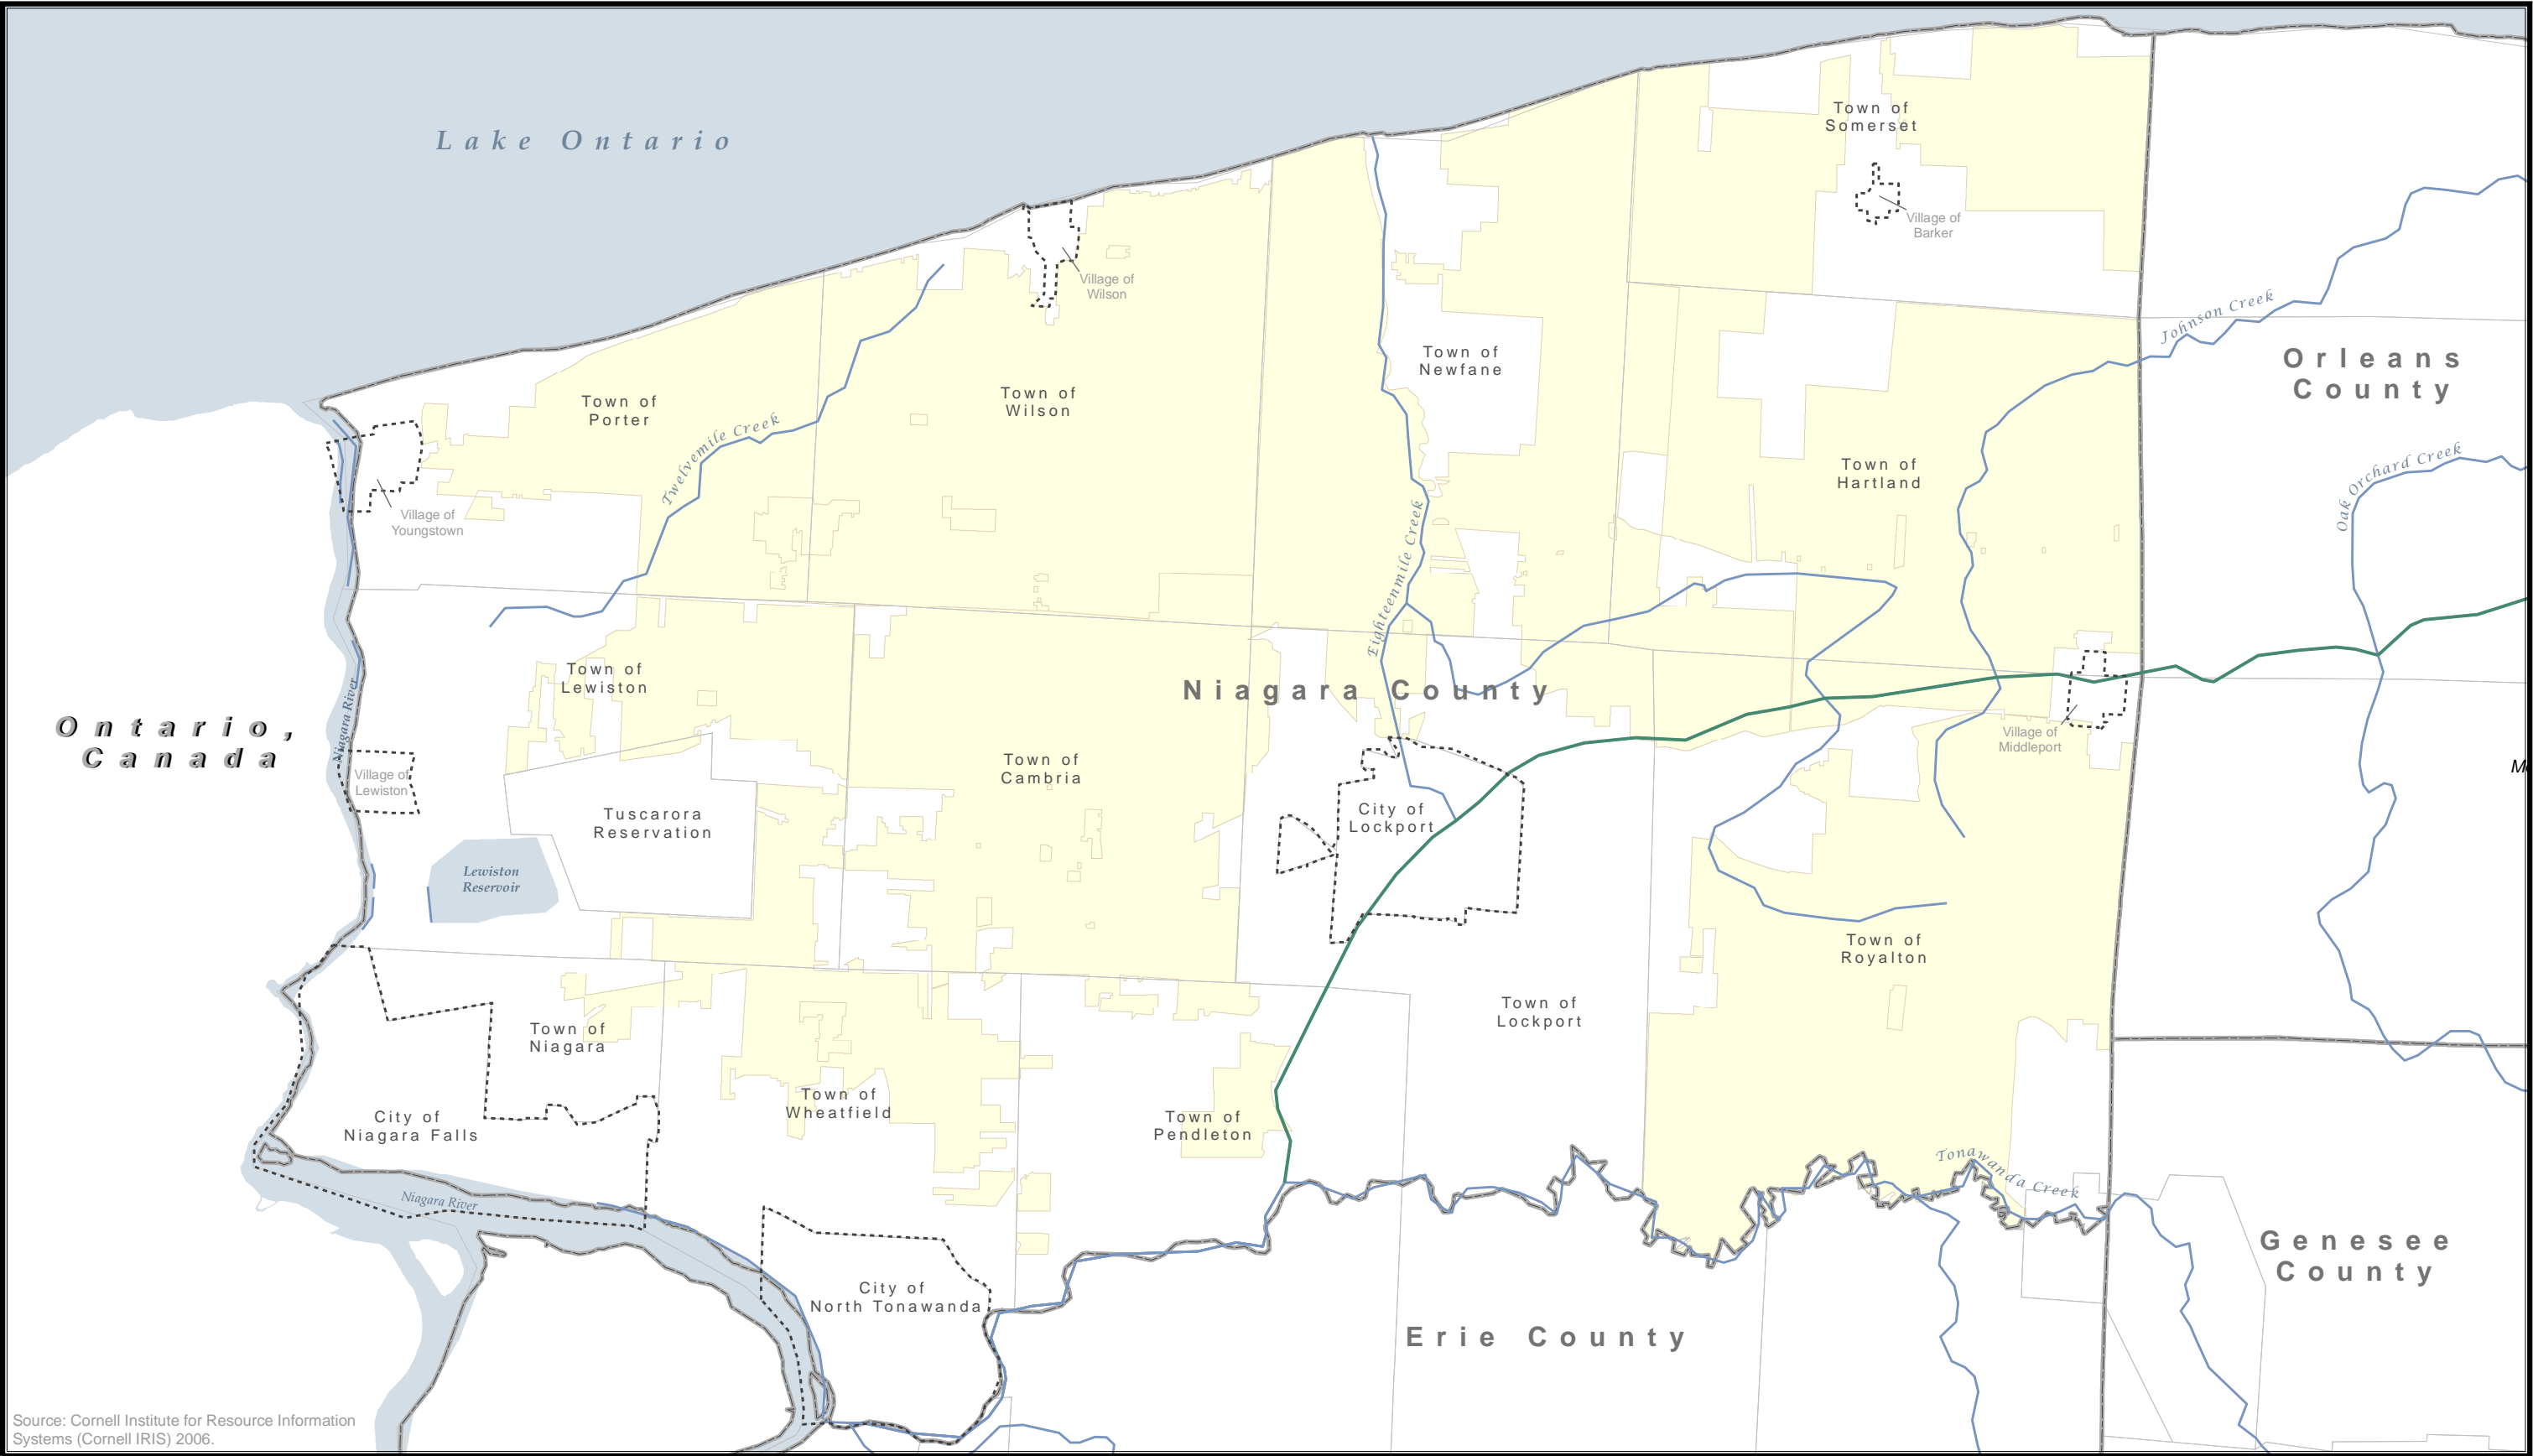 Lake Ontario
Town of
Somerset
Village of
Barker
Village of
Wilson
Johnson Creek
Orleans
County
Town of
Newfane
Town of
Porter
Town of
Wilson
Twelvemile Creek
Town of
Hartland
Oak Orchard Creek
Village of
Youngstown
Eighteenmile Creek
Town of
Lewiston
Niagara County
Niagara River
Ontario,
Canada
Village of
Middleport
Town of
Cambria
Village of
Lewiston
Tuscarora
Reservation
City of
Lockport
Lewiston
Reservoir
Town of
Royalton
Town of
Lockport
Town of
Niagara
Town of
Wheatfield
City of
Niagara Falls
Town of
Pendleton
Tonawanda Creek
Niagara River
Genesee
County
City of
North Tonawanda
Erie County
Source: Cornell Institute for Resource Information
Systems (Cornell IRIS) 2006.